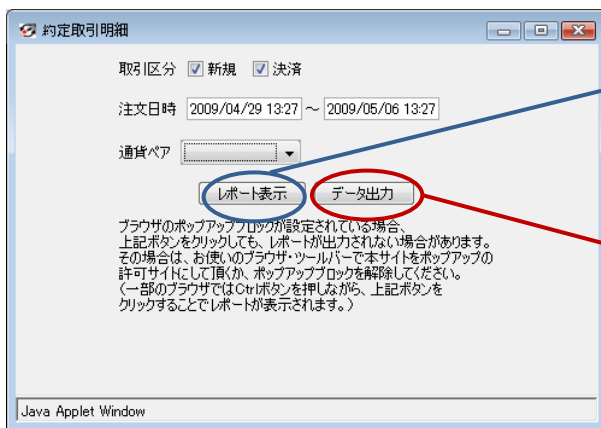 約定取引明細
取引区分 新規 決済
注文日時 2009/04/29 13:27 ～ 2009/05/06 13:27
通貨ペア
レポート表示 データ出力
ブラウザのポップアップブロックが設定されている場合、
上記ボタンをクリックしても、レポートが出力されない場合があります。
その場合は、お使いのブラウザ・ツールバーで本サイトをポップアップの
許可サイトにして頂くか、ポップアップブロックを解除してください。
（一部のブラウザではCtrlボタンを押しながら、上記ボタンを
クリックすることでレポートが表示されます。）
Java Applet Window